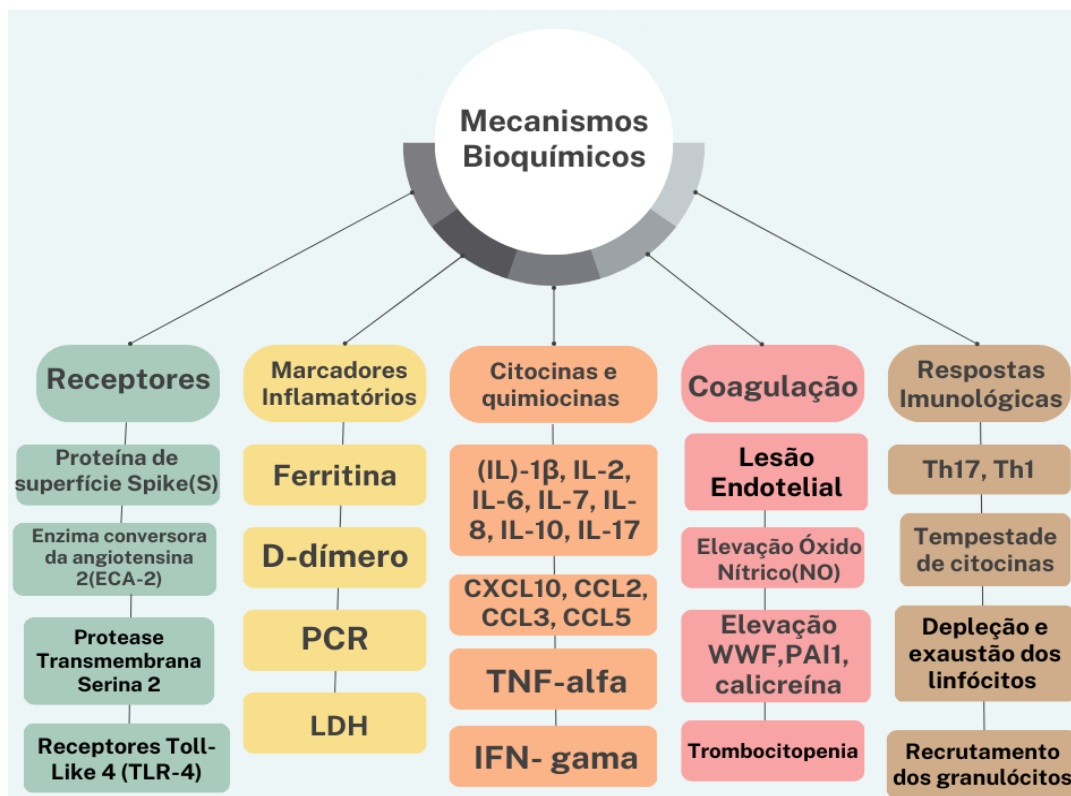 Mecanismos
Bioquímicos
Receptores
Proteína de
superfície Spike(S)
Enzima conversora
da angiotensina
2(ECA-2)
Protease
Transmembrana
Serina 2
Receptores Toll-
Like 4 (TLR-4)
Marcadores
Inflamatórios
Ferritina
D-dímero
PCR
LDH
Citocinas e
quimiocinas
(IL)-1β, IL-2,
IL-6, IL-7, IL-
8, IL-10, IL-17
CXCL10, CCL2,
CCL3, CCL5
TNF-alfa
IFN- gama
Coagulação
Lesão
Endotelial
Elevação Óxido
Nítrico(NO)
Elevação
WWF,PAI1,
calicreína
Trombocitopenia
Respostas
Imunológicas
Th17, Th1
Tempestade
de citocinas
Depleção e
exaustão dos
linfócitos
Recrutamento
dos granulócitos